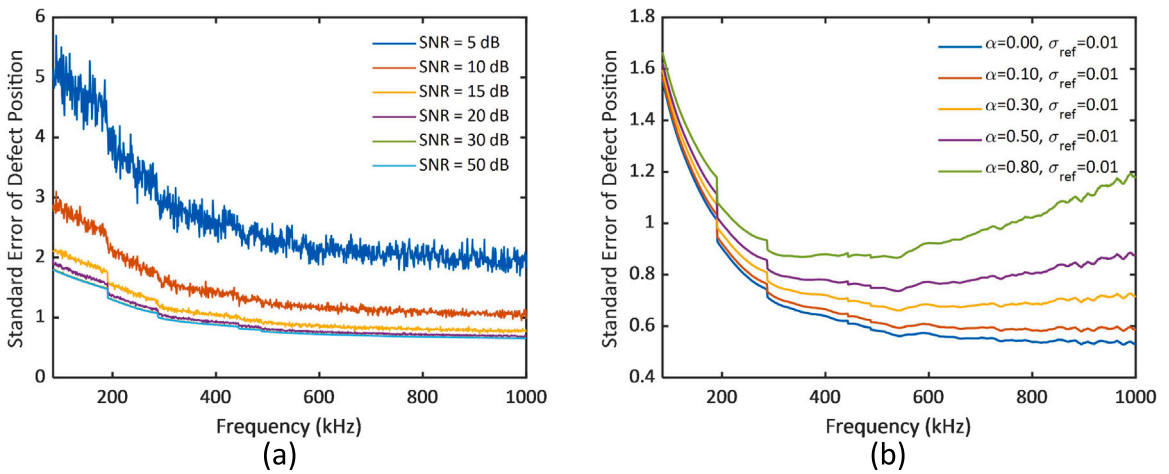 6
5
4
3
2
1
0
Standard Error of Defect Position
SNR = 5 dB
SNR = 10 dB
SNR = 15 dB
SNR = 20 dB
SNR = 30 dB
SNR = 50 dB
200 400 600 800 1000
Frequency (kHz)
(a)
1.8
1.6
1.4
1.2
1
0.8
0.6
0.4
Standard Error of Defect Position
α=0.00, σref=0.01
α=0.10, σref=0.01
α=0.30, σref=0.01
α=0.50, σref=0.01
α=0.80, σref=0.01
200 400 600 800 1000
Frequency (kHz)
(b)